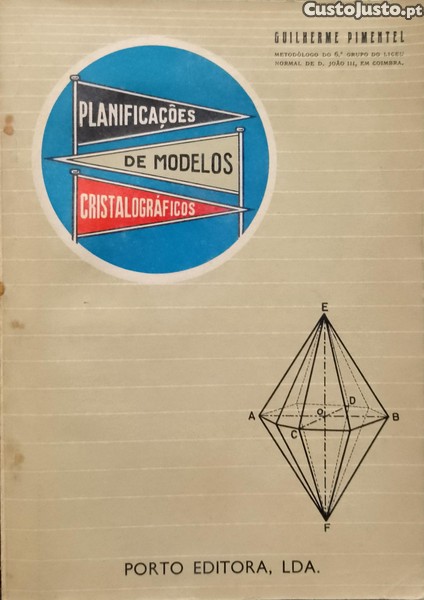 CustoJusto.pt
GUILHERME PIMENTEL
METODÓLOGO DO 6.º GRUPO DO LICEU
NORMAL DE D. JOÃO III, EM COIMBRA.
PLANIFICAÇÕES
DE MODELOS
CRISTALOGRÁFICOS
E
A
O
D
B
C
F
PORTO EDITORA, LDA.